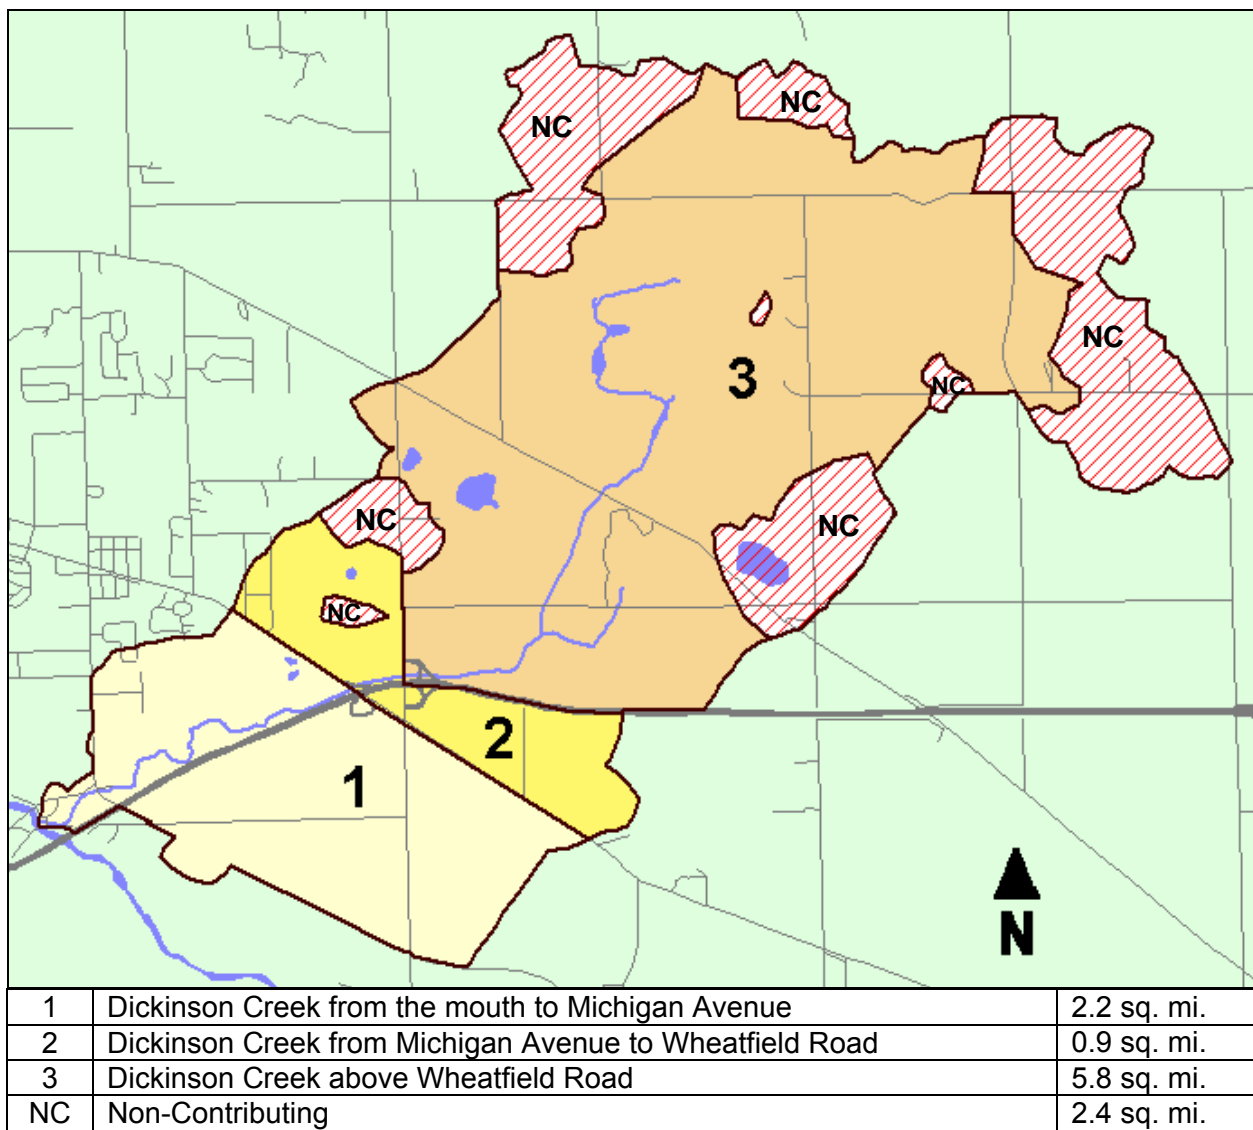 NC
NC
NC
3
NC
NC
NC
NC
2
1
N
1 Dickinson Creek from the mouth to Michigan Avenue 2.2 sq. mi.
2 Dickinson Creek from Michigan Avenue to Wheatfield Road 0.9 sq. mi.
3 Dickinson Creek above Wheatfield Road 5.8 sq. mi.
NC Non-Contributing 2.4 sq. mi.